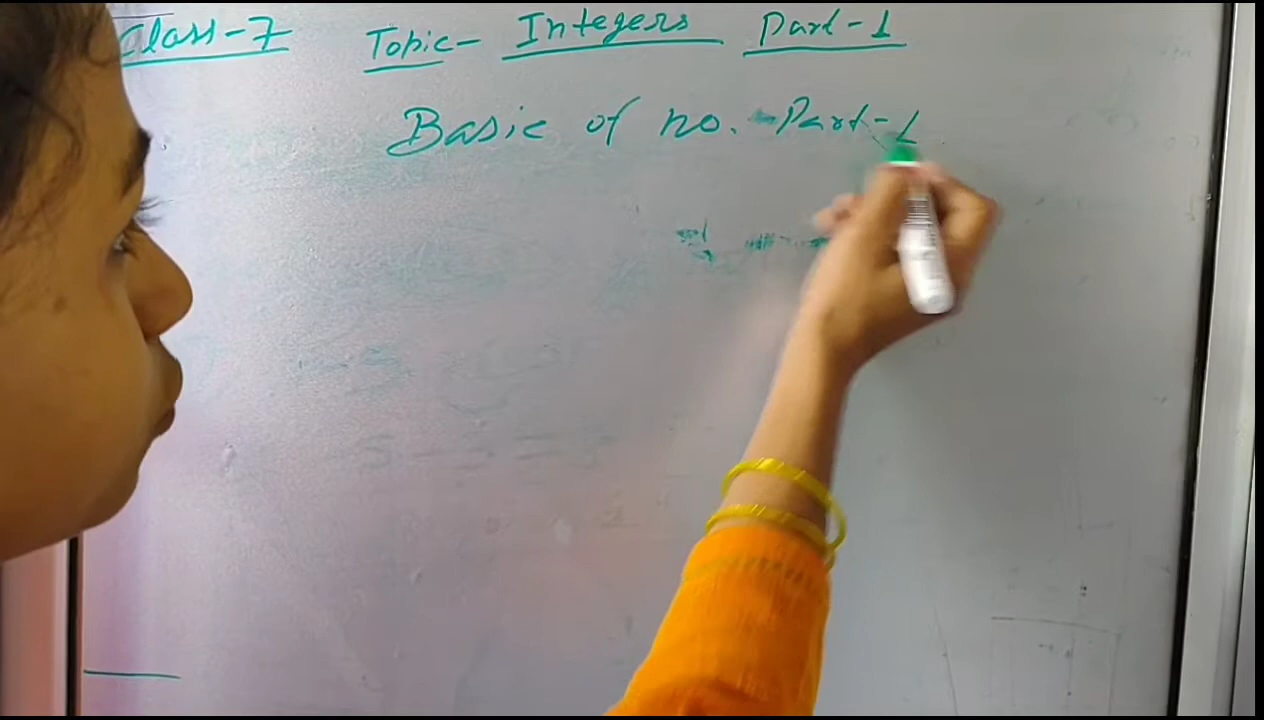 Class-7 Topic- Integers Part-1
Basic of no. Part-1